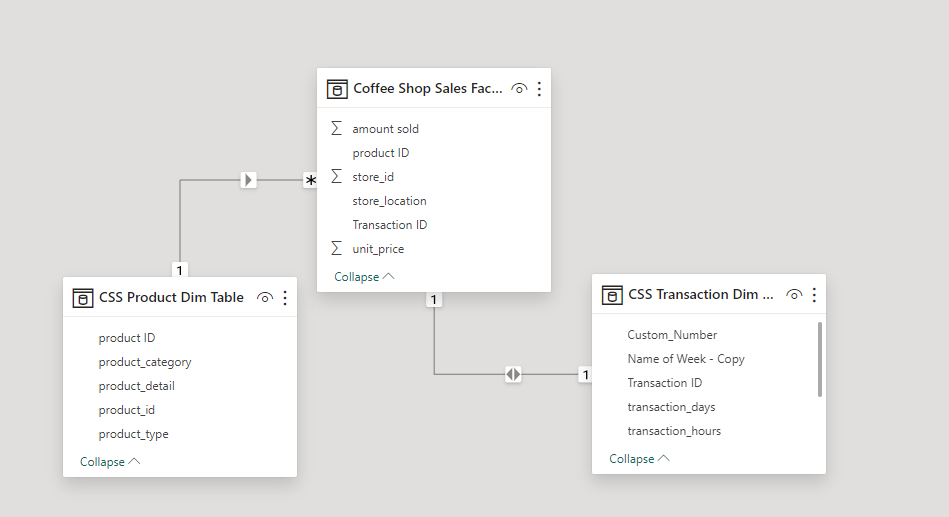 Coffee Shop Sales Fac...
∑ amount sold
product ID
∑ store_id
store_location
Transaction ID
∑ unit_price
Collapse
*
1
1
1
CSS Product Dim Table
product ID
product_category
product_detail
product_id
product_type
Collapse
CSS Transaction Dim ...
Custom_Number
Name of Week - Copy
Transaction ID
transaction_days
transaction_hours
Collapse